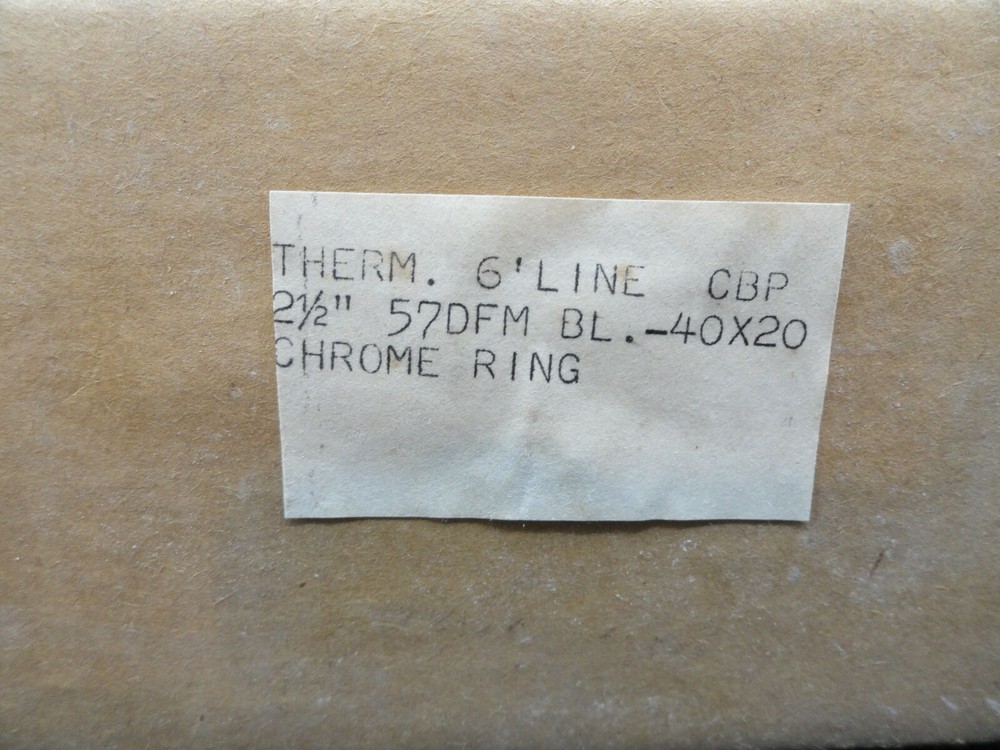 THERM. 6'LINE CBP
2½" 57DFM BL.-40X20
CHROME RING